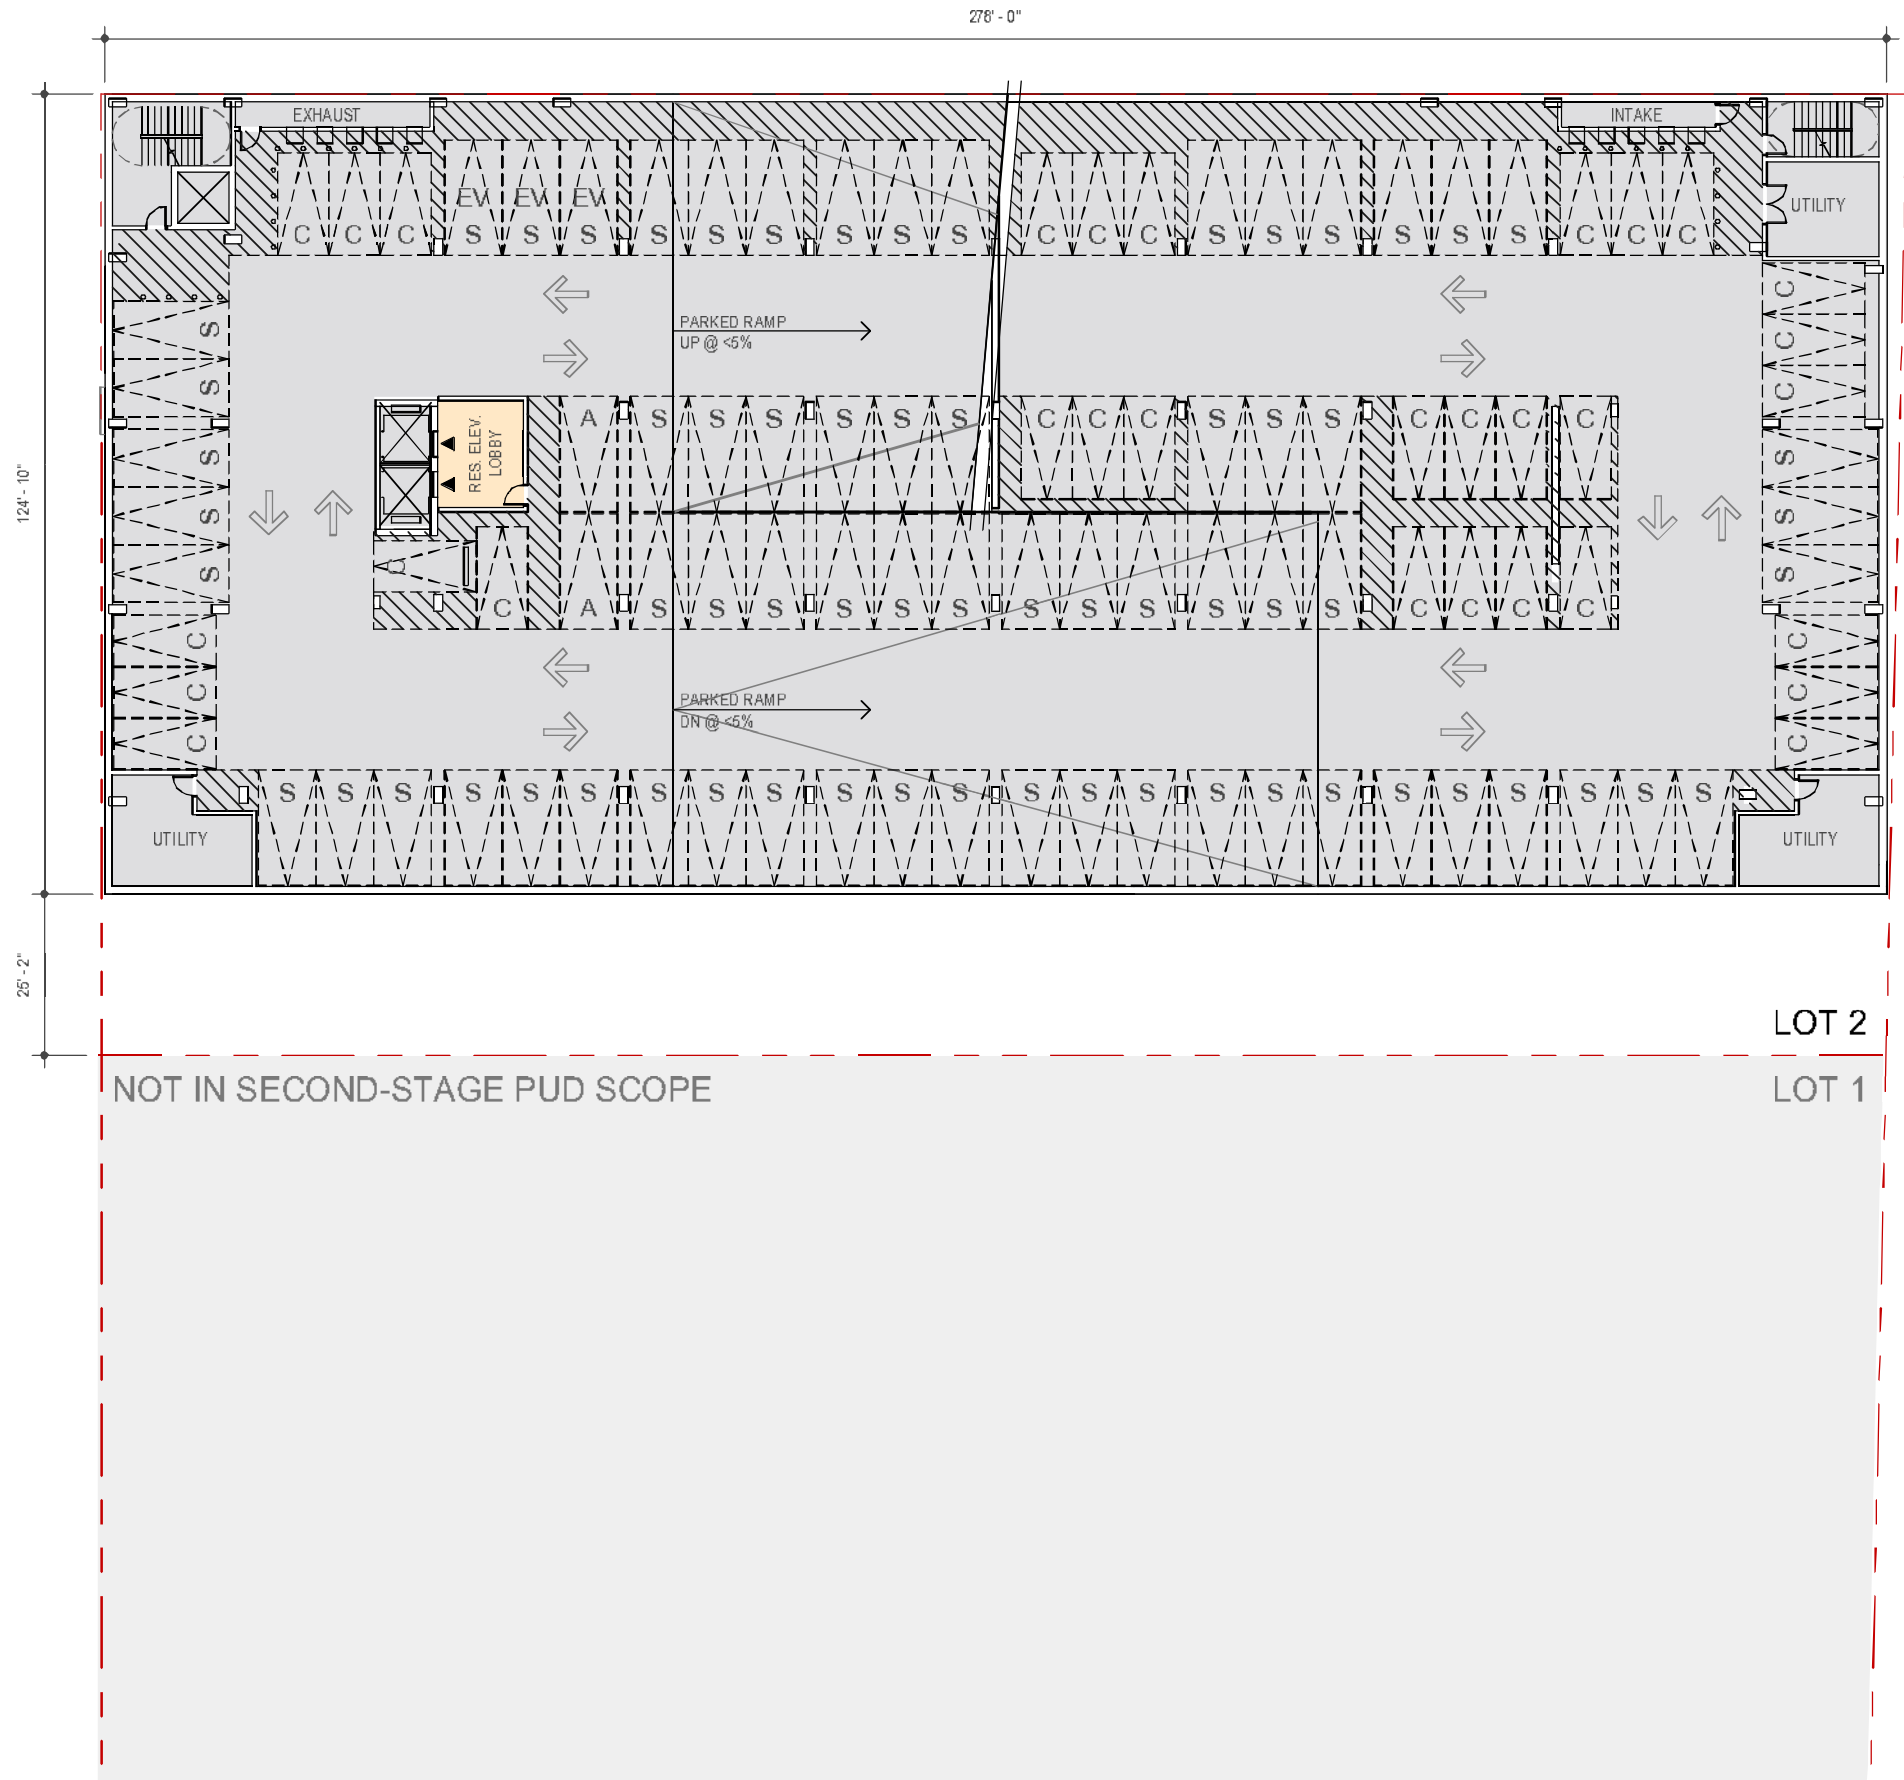 278' - 0"
EXHAUST
INTAKE
EV EV EV
UTILITY
C C C S S S S S S S S S C C C S S S S S S C C C
C
S
PARKED RAMP
UP @ <5%
C
S
C
A S S S S S S C C C S S S C C C C
RES. ELEV.
LOBBY
S
S
124' - 10"
S
S
S
S
C
C A S S S S S S S S S S S S C C C C
C
C
C
C
PARKED RAMP
DN @ <5%
C
C
S S S S S S S S S S S S S S S S S S S S S S S S
UTILITY
UTILITY
25' - 2"
LOT 2
NOT IN SECOND-STAGE PUD SCOPE
LOT 1